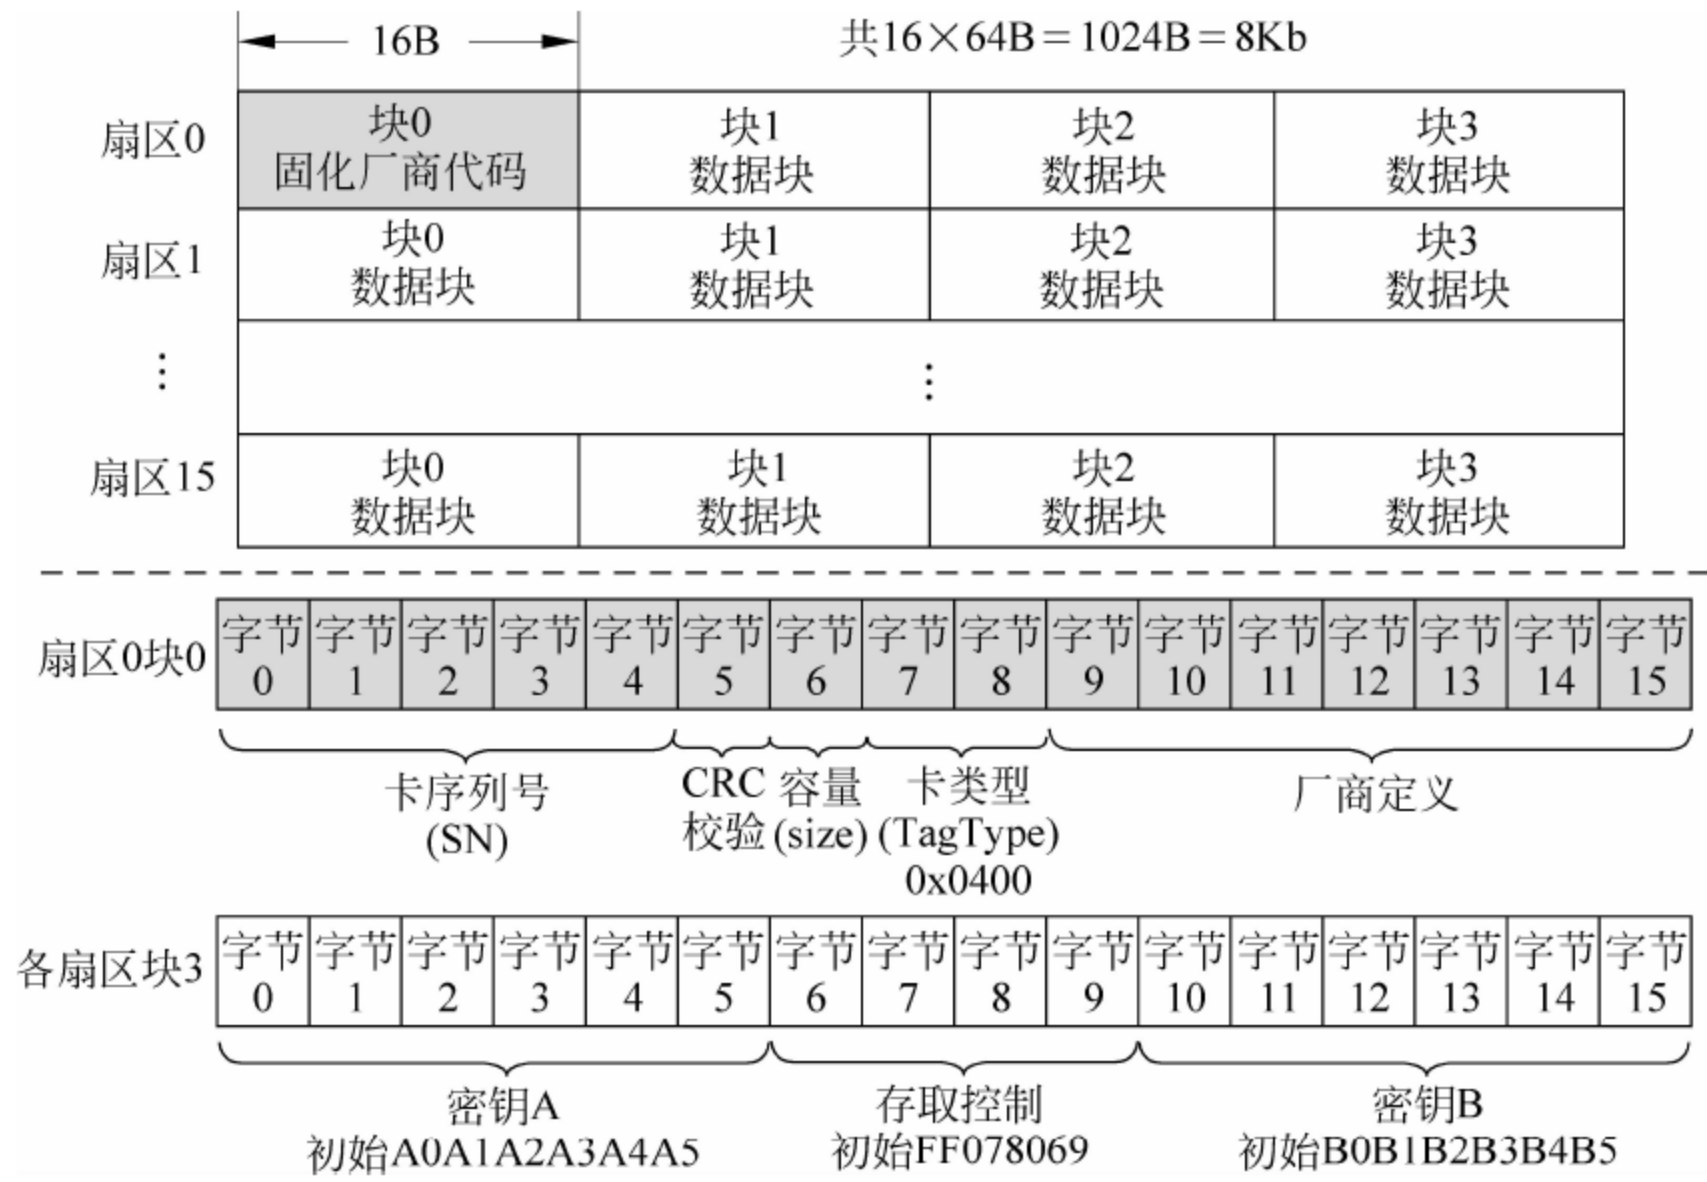 16B
共16×64B=1024B=8Kb
扇区0
块0
固化厂商代码
块1
数据块
块2
数据块
块3
数据块
扇区1
块0
数据块
块1
数据块
块2
数据块
块3
数据块
⋮
⋮
扇区15
块0
数据块
块1
数据块
块2
数据块
块3
数据块
扇区0块0
字节 字节 字节 字节 字节 字节 字节 字节 字节 字节 字节 字节 字节 字节 字节 字节
0 1 2 3 4 5 6 7 8 9 10 11 12 13 14 15
卡序列号
(SN)
CRC
校验
容量
(size)
卡类型
(TagType)
0x0400
厂商定义
各扇区块3
字节 字节 字节 字节 字节 字节 字节 字节 字节 字节 字节 字节 字节 字节 字节 字节
0 1 2 3 4 5 6 7 8 9 10 11 12 13 14 15
密钥A
初始A0A1A2A3A4A5
存取控制
初始FF078069
密钥B
初始B0B1B2B3B4B5